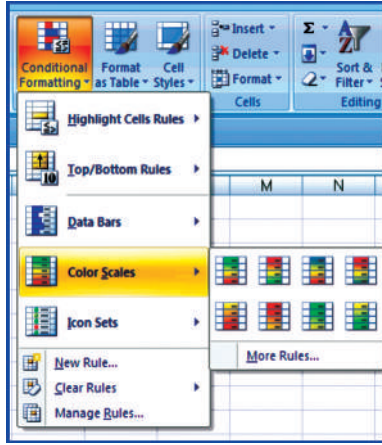 Conditional Formatting
Format as Table
Cell Styles
Insert
Delete
Format
Cells
Σ
Sort & Filter
Editing
Highlight Cells Rules
Top/Bottom Rules
M N
Data Bars
Color Scales
Icon Sets
More Rules...
New Rule...
Clear Rules
Manage Rules...